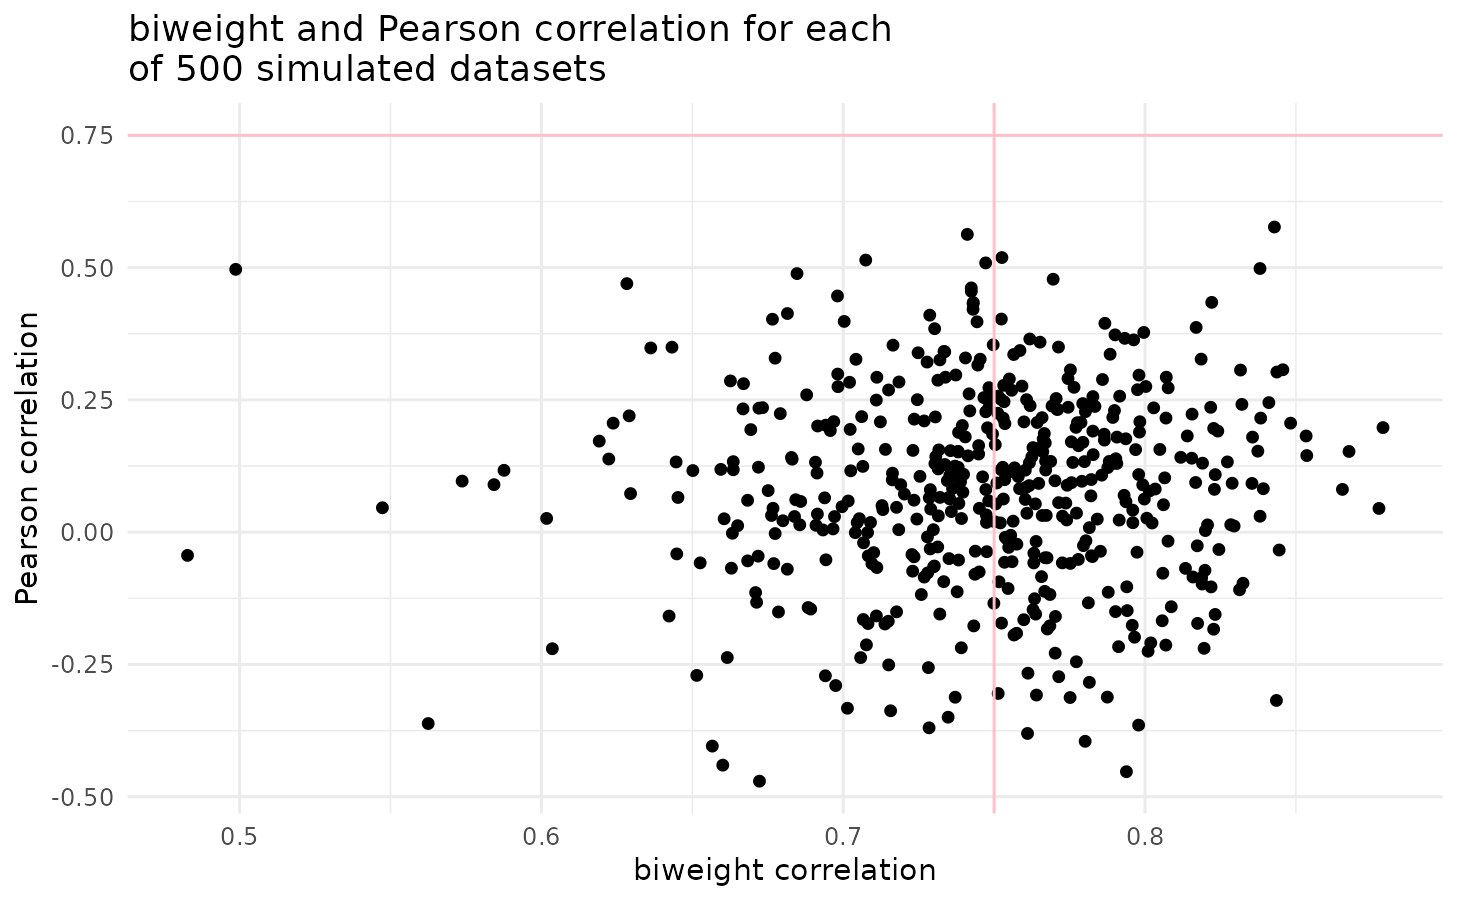 biweight and Pearson correlation for each
of 500 simulated datasets
Pearson correlation
0.75
0.50
0.25
0.00
-0.25
-0.50
0.5
0.6
0.7
0.8
biweight correlation